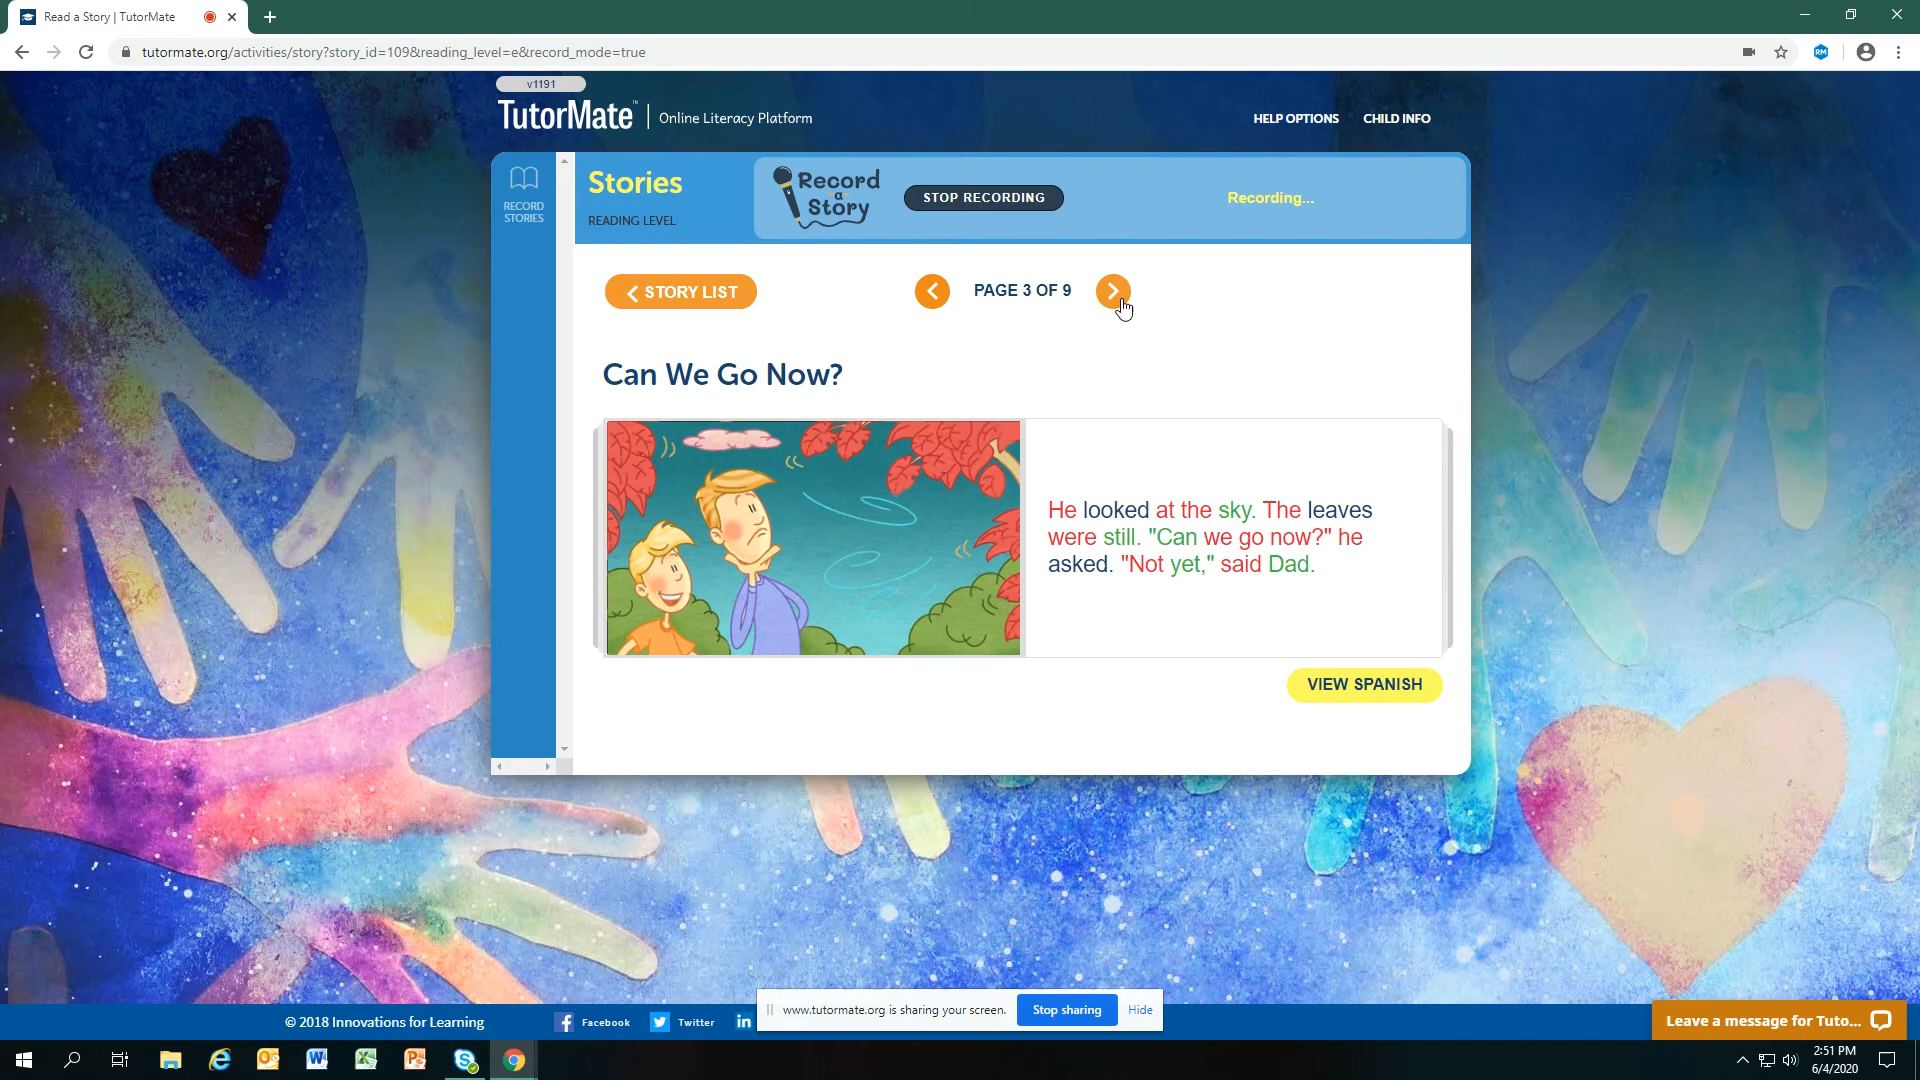 Read a Story | TutorMate
tutormate.org/activities/story?story_id=109&reading_level=e&record_mode=true
RM
v1191
TutorMate™ | Online Literacy Platform
HELP OPTIONS
CHILD INFO
RECORD
STORIES
Stories
READING LEVEL
Record
a
Story
STOP RECORDING
Recording...
STORY LIST
PAGE 3 OF 9
Can We Go Now?
He looked at the sky. The leaves
were still. "Can we go now?" he
asked. "Not yet," said Dad.
VIEW SPANISH
© 2018 Innovations for Learning
Facebook
Twitter
in
www.tutormate.org is sharing your screen.
Stop sharing
Hide
Leave a message for Tuto...
2:51 PM
6/4/2020